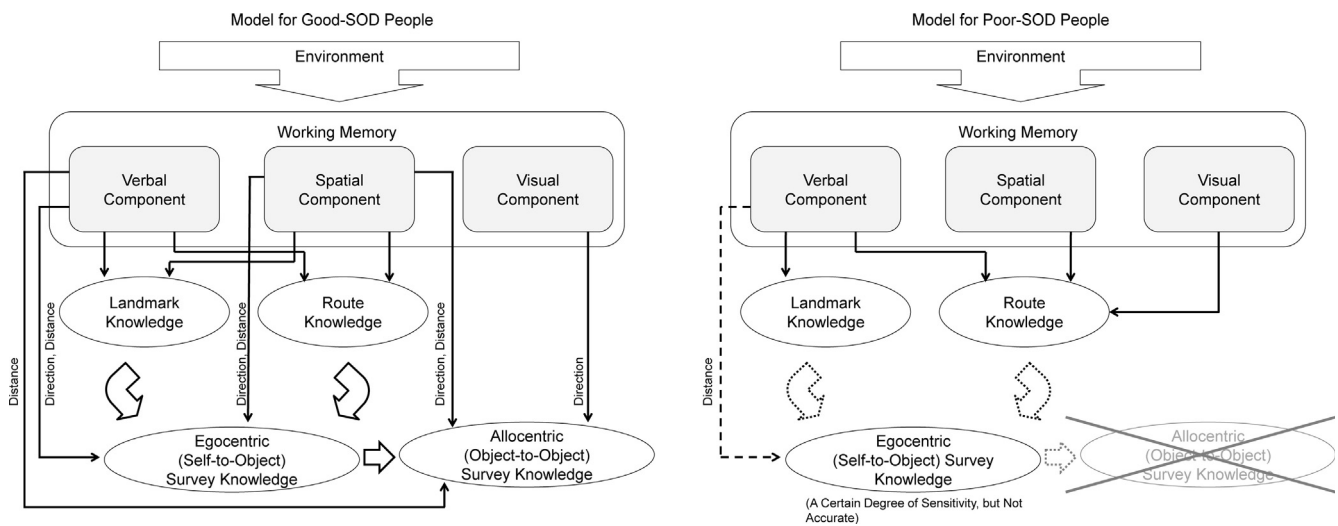 Model for Good-SOD People
Environment
Working Memory
Verbal
Component
Spatial
Component
Visual
Component
Landmark
Knowledge
Route
Knowledge
Distance
Direction, Distance
Direction, Distance
Direction, Distance
Direction
Egocentric
(Self-to-Object)
Survey Knowledge
Allocentric
(Object-to-Object)
Survey Knowledge
Model for Poor-SOD People
Environment
Working Memory
Verbal
Component
Spatial
Component
Visual
Component
Landmark
Knowledge
Route
Knowledge
Distance
Egocentric
(Self-to-Object) Survey
Knowledge
(A Certain Degree of Sensitivity, but Not
Accurate)
Allocentric
(Object-to-Object)
Survey Knowledge